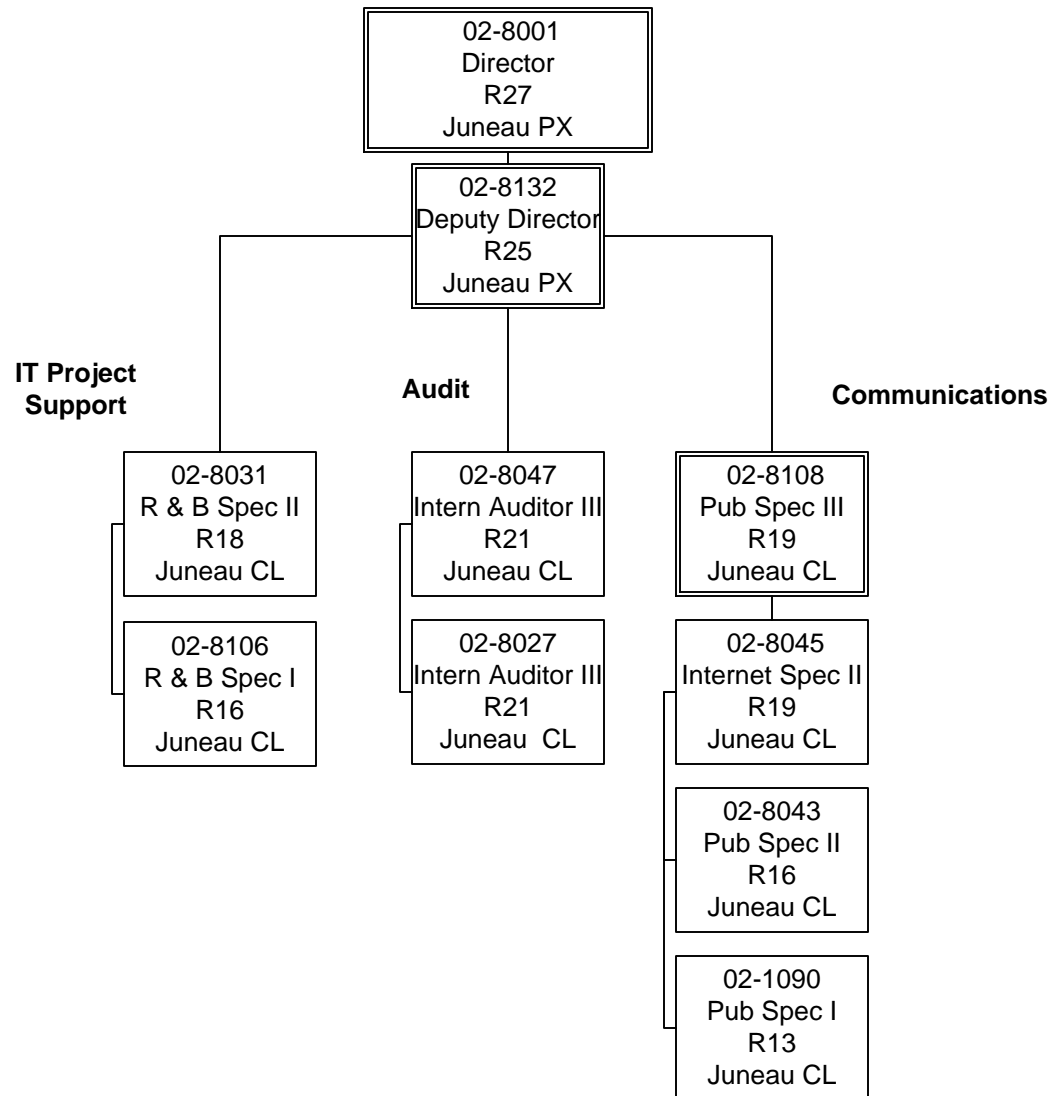 02-8001
Director
R27
Juneau PX
02-8132
Deputy Director
R25
Juneau PX
IT Project
Support
Audit
Communications
02-8031
R & B Spec II
R18
Juneau CL
02-8106
R & B Spec I
R16
Juneau CL
02-8047
Intern Auditor III
R21
Juneau CL
02-8027
Intern Auditor III
R21
Juneau  CL
02-8108
Pub Spec III
R19
Juneau CL
02-8045
Internet Spec II
R19
Juneau CL
02-8043
Pub Spec II
R16
Juneau CL
02-1090
Pub Spec I
R13
Juneau CL